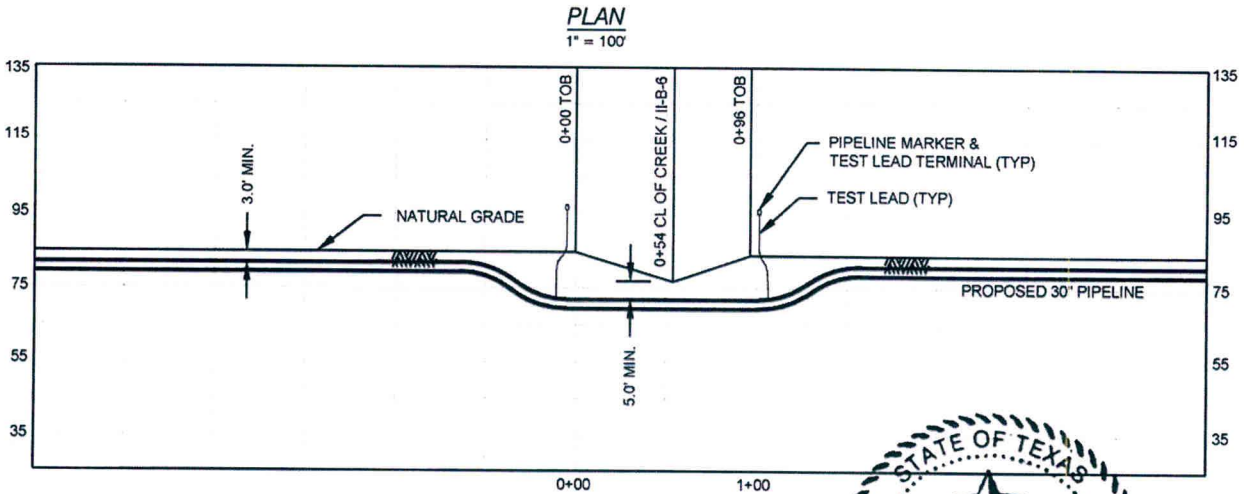 PLAN
1" = 100'
135
115
95
75
55
35
135
115
95
75
55
35
3.0' MIN.
NATURAL GRADE
0+00 TOB
0+54 CL OF CREEK / II-B-6
0+96 TOB
PIPELINE MARKER &
TEST LEAD TERMINAL (TYP)
TEST LEAD (TYP)
PROPOSED 30" PIPELINE
5.0' MIN.
0+00
1+00
STATE OF TEXAS